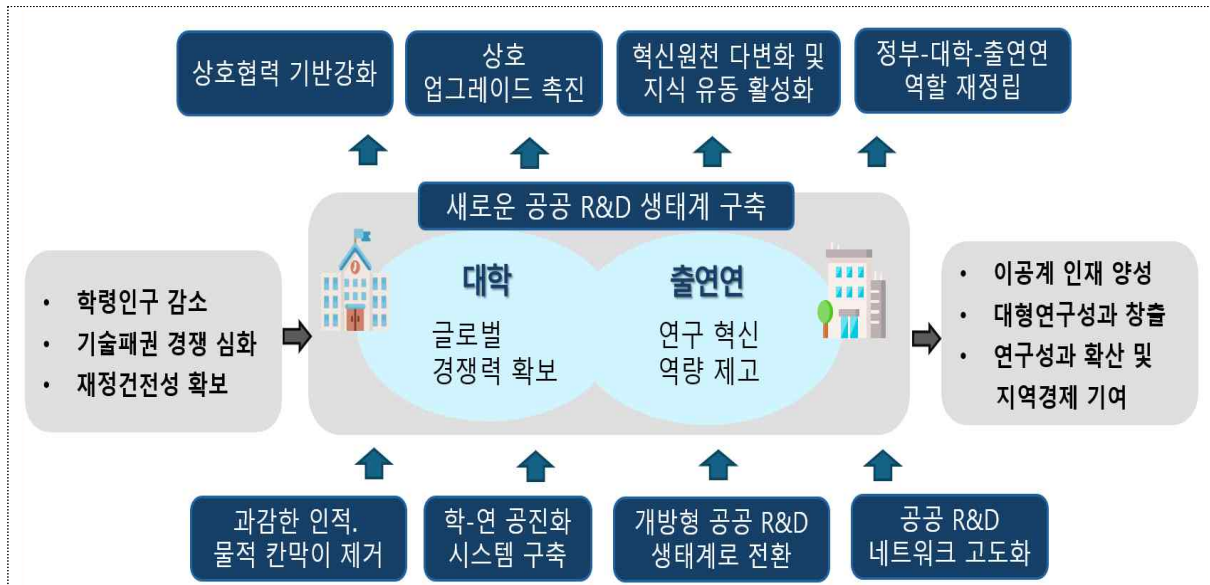 상호협력 기반강화
상호
업그레이드 촉진
혁신원천 다변화 및
지식 유동 활성화
정부-대학-출연연
역할 재정립
새로운 공공 R&D 생태계 구축
• 학령인구 감소
• 기술패권 경쟁 심화
• 재정건전성 확보
대학
글로벌
경쟁력 확보
출연연
연구 혁신
역량 제고
• 이공계 인재 양성
• 대형연구성과 창출
• 연구성과 확산 및
지역경제 기여
과감한 인적.
물적 칸막이 제거
학-연 공진화
시스템 구축
개방형 공공 R&D
생태계로 전환
공공 R&D
네트워크 고도화